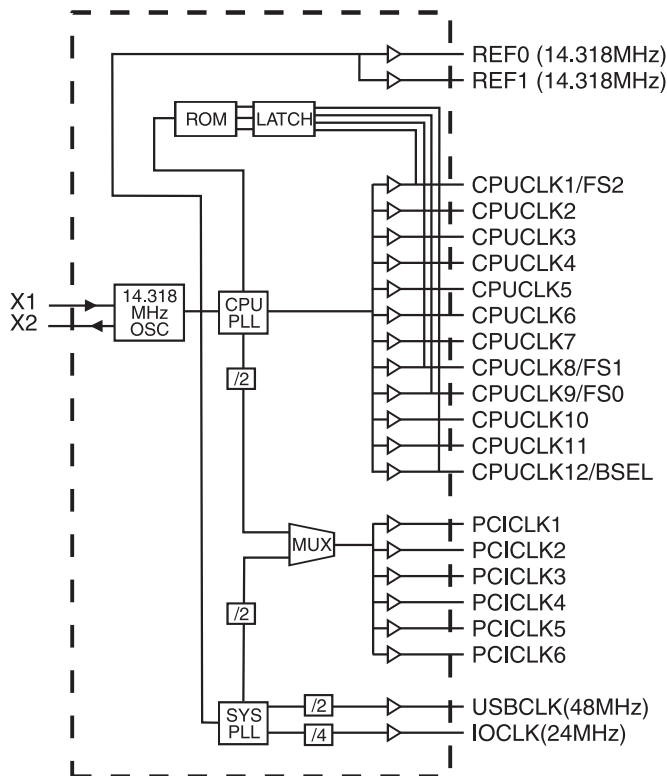 REF0 (14.318MHz)
REF1 (14.318MHz)
ROM
LATCH
CPUCLK1/FS2
CPUCLK2
CPUCLK3
CPUCLK4
CPUCLK5
CPUCLK6
CPUCLK7
CPUCLK8/FS1
CPUCLK9/FS0
CPUCLK10
CPUCLK11
CPUCLK12/BSEL
X1
X2
14.318
MHz
OSC
CPU
PLL
/2
MUX
/2
PCICLK1
PCICLK2
PCICLK3
PCICLK4
PCICLK5
PCICLK6
SYS
PLL
/2
/4
USBCLK(48MHz)
IOCLK(24MHz)